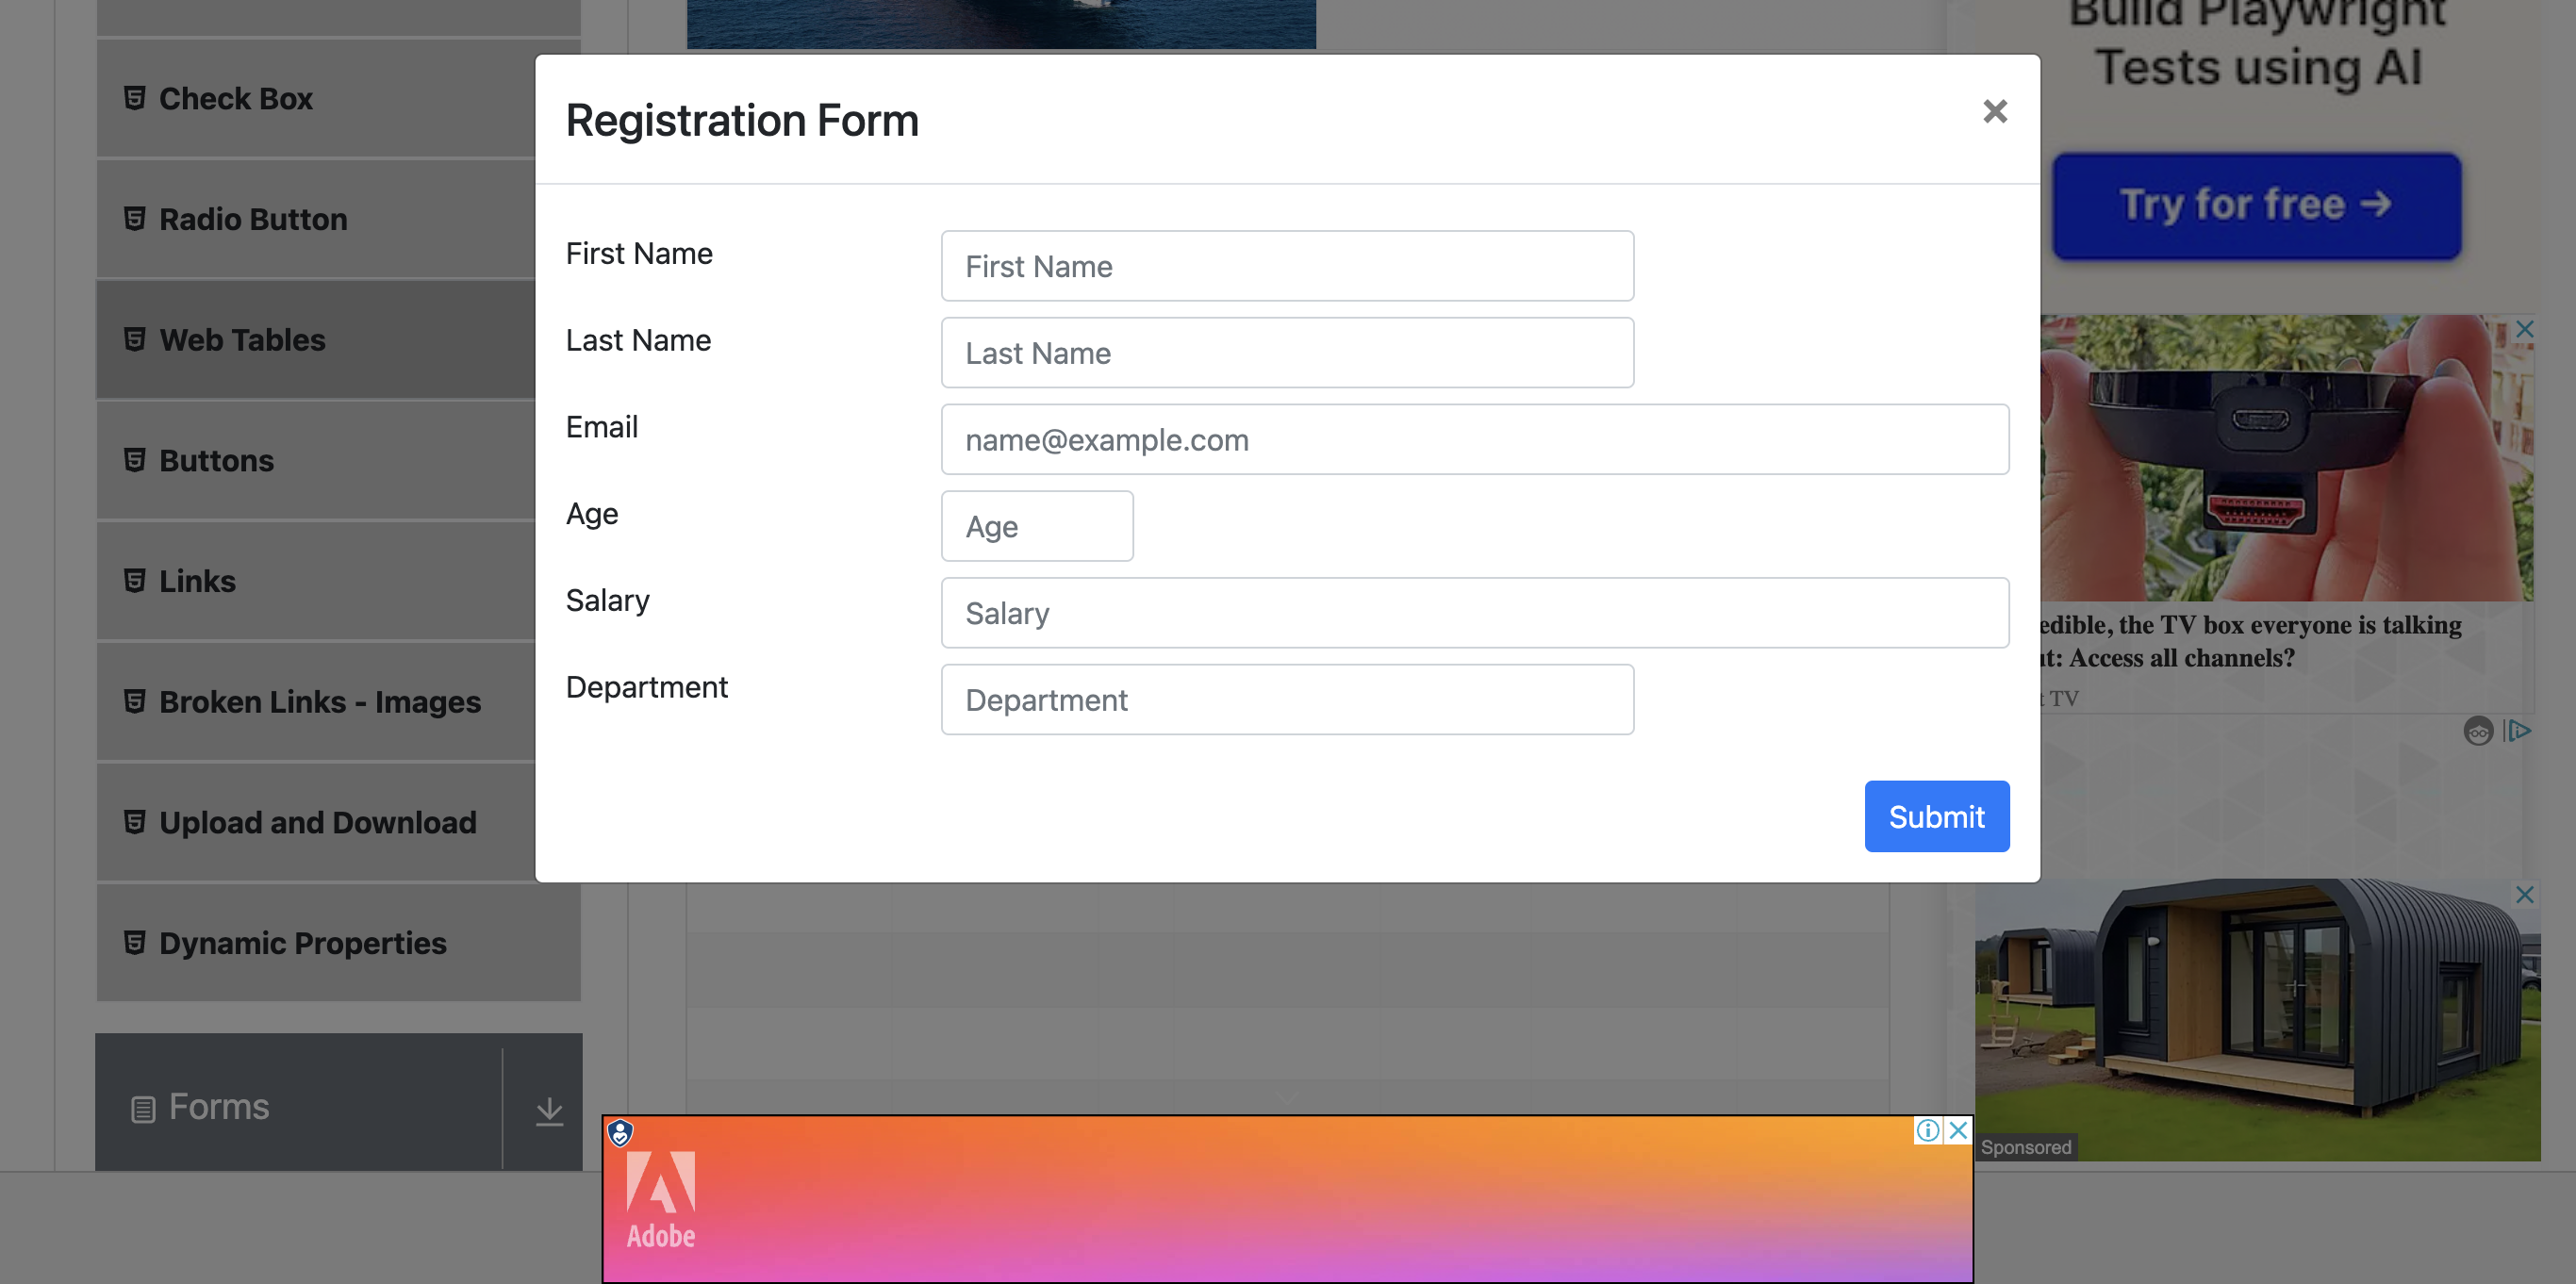 Build Playwright
Tests using AI
Try for free →
Check Box
Radio Button
Web Tables
Buttons
Links
Broken Links - Images
Upload and Download
Dynamic Properties
Forms
Registration Form
×
First Name
First Name
Last Name
Last Name
Email
name@example.com
Age
Age
Salary
Salary
Department
Department
Submit
edible, the TV box everyone is talking
ut: Access all channels?
t TV
Sponsored
Adobe